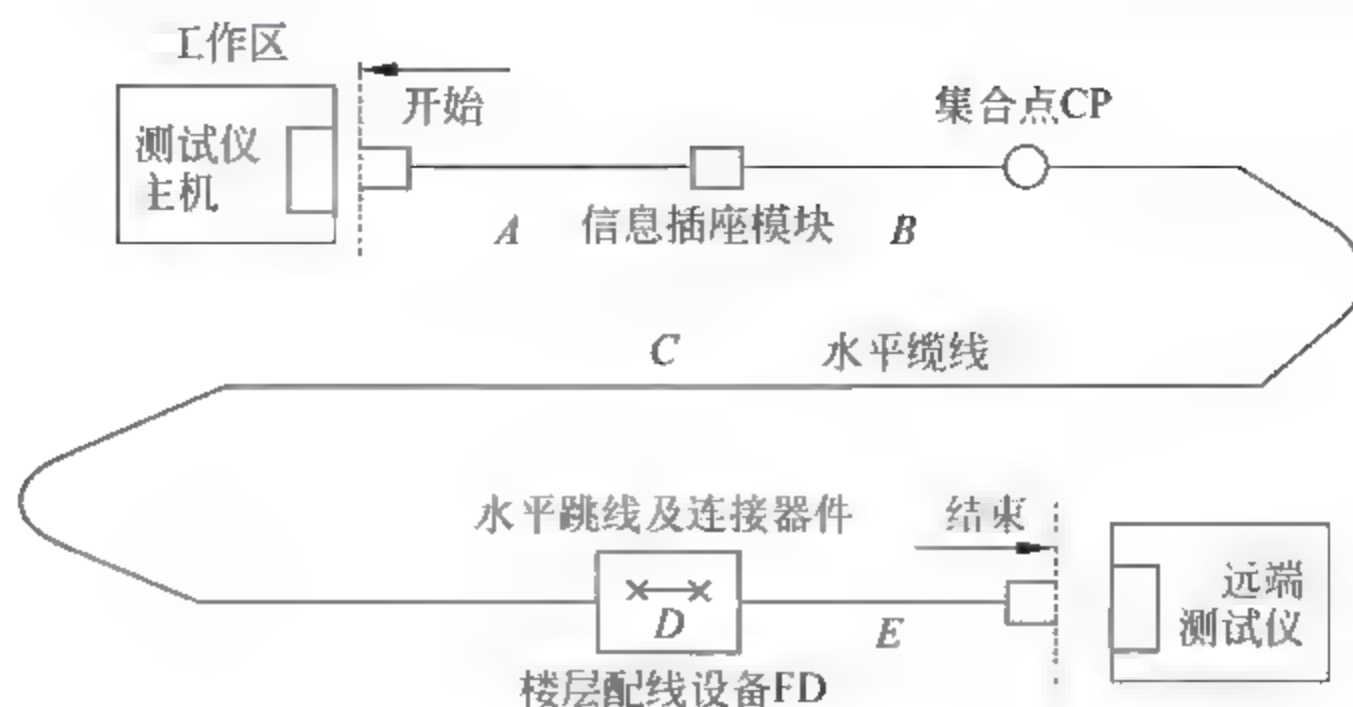 工作区
开始
测试仪
主机
集合点CP
A
信息插座模块
B
C
水平缆线
水平跳线及连接器件
结束
D
E
远端
测试仪
楼层配线设备FD